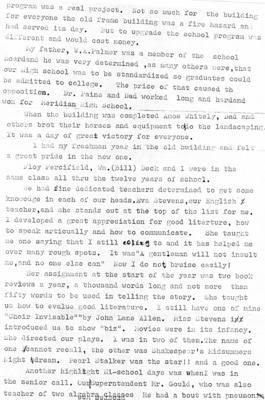 program was a real project. Not so much for the building
for everyone the old frame building was a fire hazard an
had served its day. But to upgrade the school program was
different and would cost money.
My father, W.A.Palmer was a member of the school
Boardand he was very determined ,as many others were,that
our High school was to be standardized so graduates could
be admitted to college. The price of that caused th
opposition. Dr. Paine and Dad worked long and hardand
won for Meridian High School.
When the building was completed Amos Whitely, Dad and
others brot their horses and equipment to the landscaping.
It was a day of great victory for everyone.
I had my freshman year in the old building and felt
a great pride in the new one.
Floy Percifield, Wm.(Bill) Dock and I were in the
same class all thru the twelve years of school.
We had fine dedicated teachers determined to get some
knowledge in each of our heads.Eva Stevens,our English
teacher,and she stands out at the top of the list for me.
I developed a great appreciation for good literture, how
to speak articully and how to communicate. She taught
me one saying that I still cling to and it has helped me
over many rough spots. It was"A gentleman will not insult
me,and no one else can" Now I do not bruise easily!
Her assignment at the start of the year was two book
reviews a year, a thousand words long and not more than
fifty words to be used in telling the story. She tought
us how to evalue good literature. I still have one of mine
"Choir Invisable""by John Lane Allen. Miss Stevens
introduced us to show "biz". Movies were in its infancy.
She directed our plays. I was in two of them.The name of
one cannot recall, the other was Shakespear's Midsummers
Night dream. Pearl Stalker was the star!! and a good one.
Another highlight Hi-school days was whenI was in
the senior call. Our Superentendent Mr. Gould, who was also
teacher of two algebra classes He had a bout with pneumonia